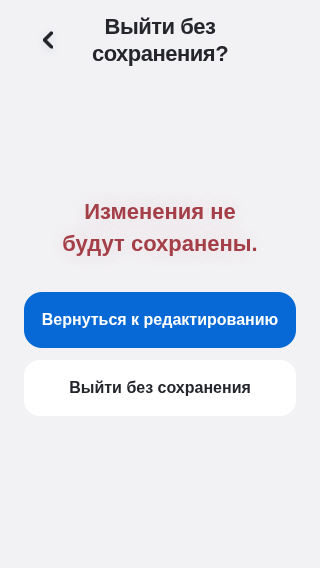 Выйти без
сохранения?
Изменения не
будут сохранены.
Вернуться к редактированию
Выйти без сохранения